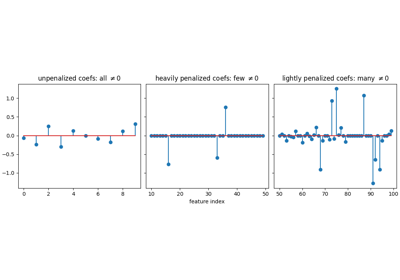 unpenalized coefs: all ≠0
heavily penalized coefs: few ≠0
lightly penalized coefs: many ≠0
1.0
0.5
0.0
−0.5
−1.0
0 2 4 6 8
10 20 30 40 50
50 60 70 80 90 100
feature index